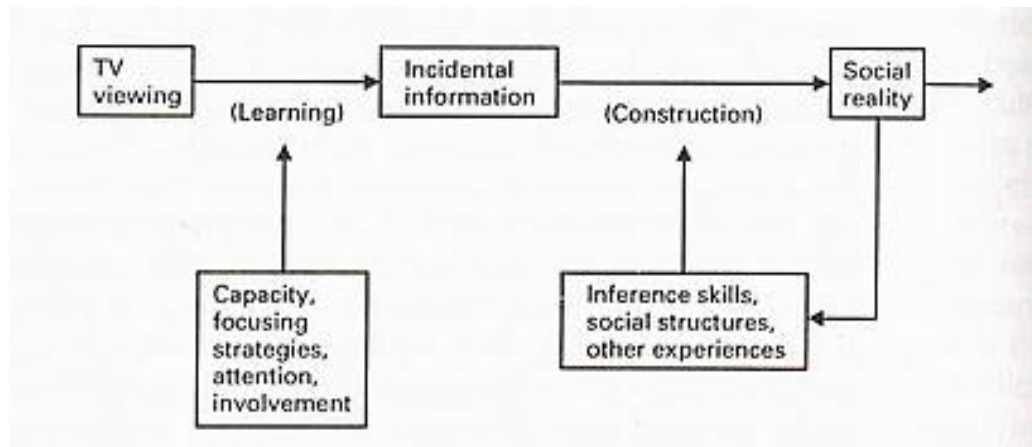 TV
viewing
(Learning)
Incidental
information
(Construction)
Social
reality
Capacity,
focusing
strategies,
attention,
involvement
Inference skills,
social structures,
other experiences